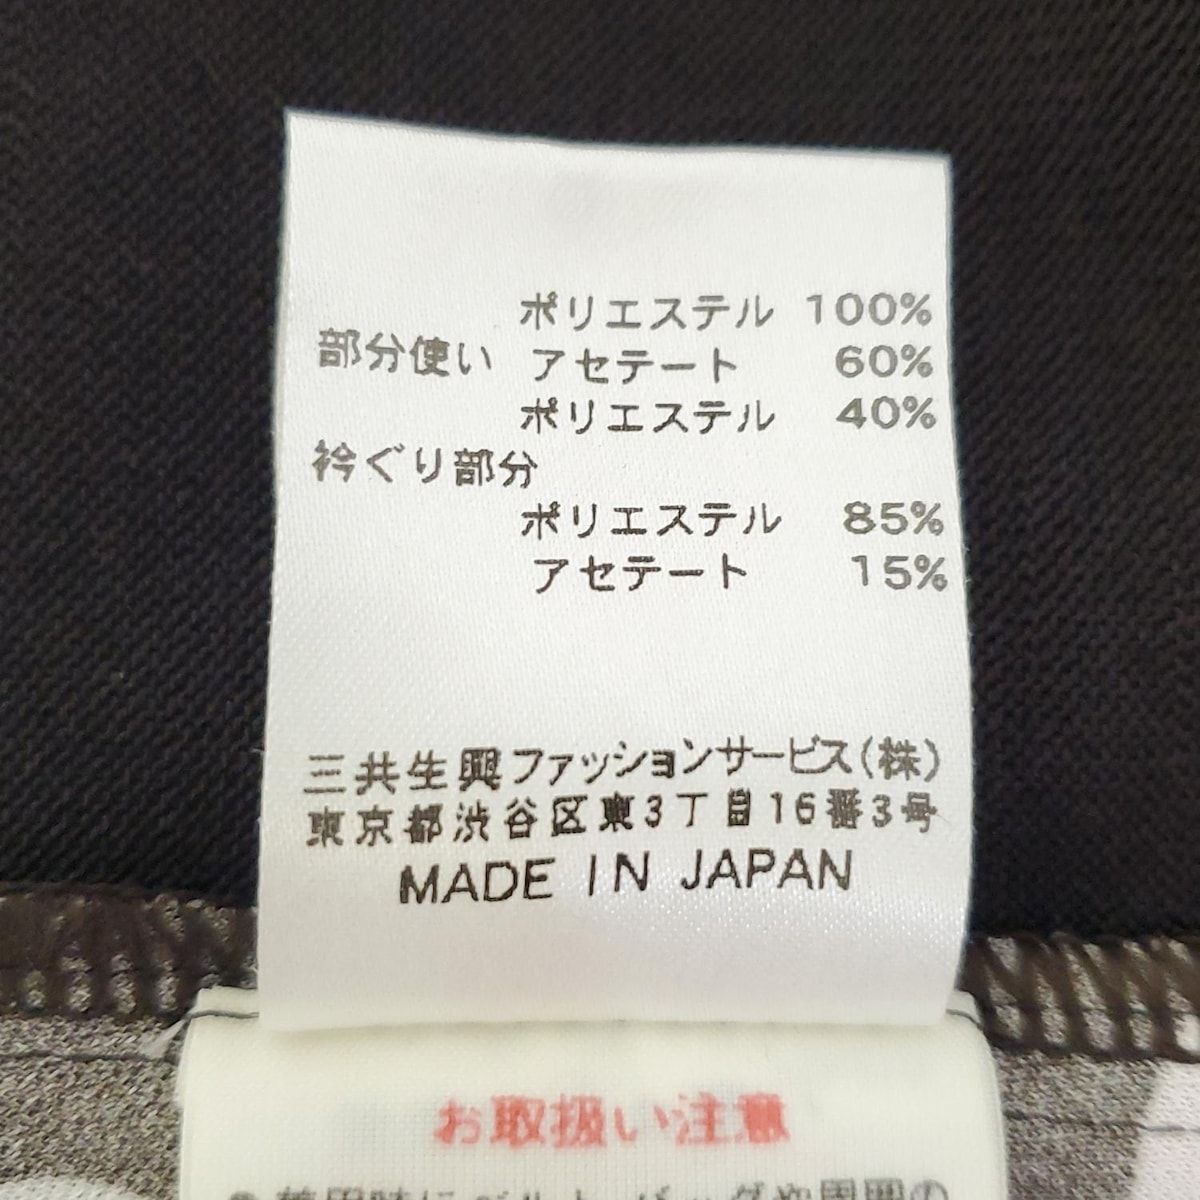 ポリエステル 100%
部分使い アセテート 60%
ポリエステル 40%
衿ぐり部分
ポリエステル 85%
アセテート 15%
三共生興ファッションサービス(株)
東京都渋谷区東3丁目16番3号
MADE IN JAPAN
お取扱い注意